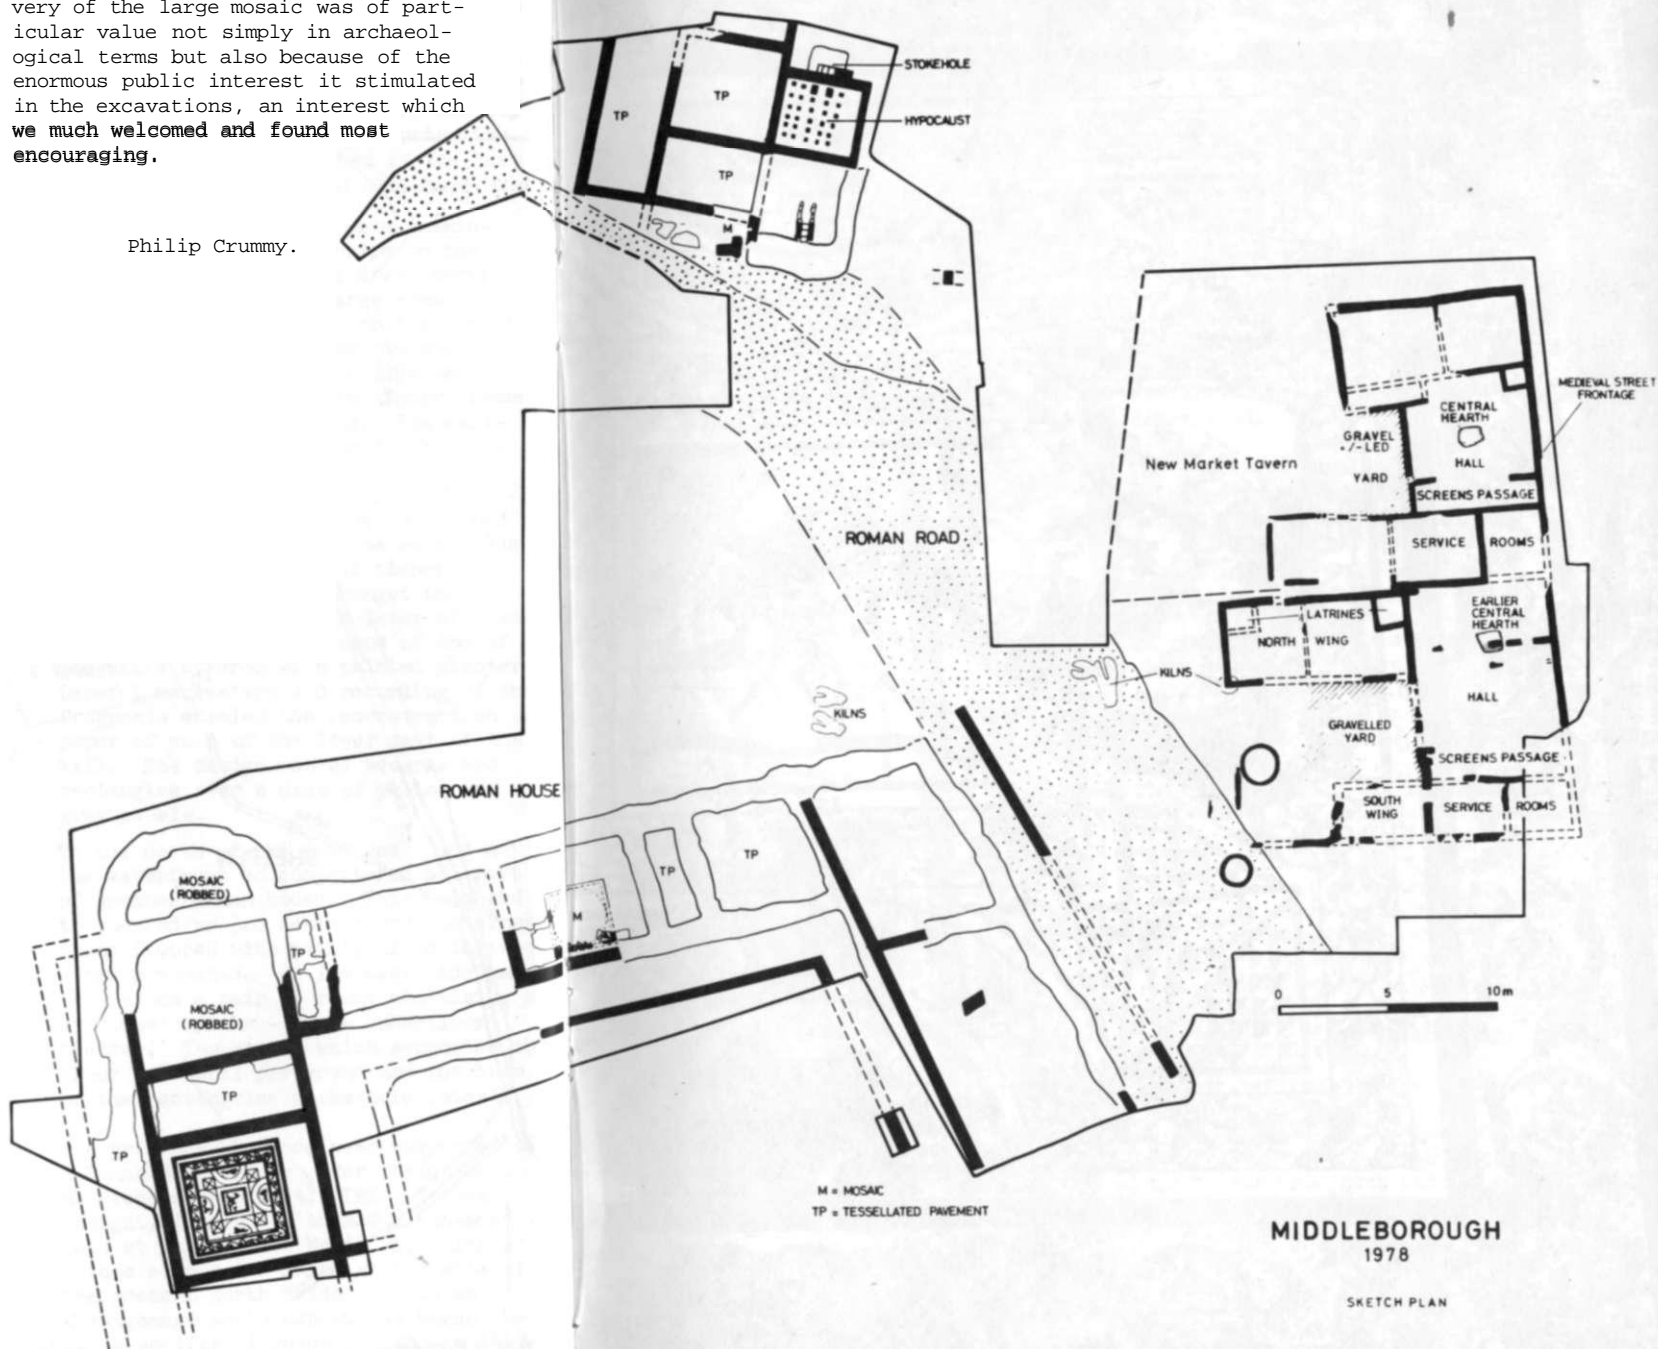 very of the large mosaic was of part-
icular value not simply in archaeol-
ogical terms but also because of the
enormous public interest it stimulated
in the excavations, an interest which
we much welcomed and found most
encouraging.
Philip Crummy.
STOKEHOLE
HYPOCAUST
TP
TP
TP
M
MEDIEVAL STREET
FRONTAGE
CENTRAL
HEARTH
GRAVEL
-/-LED
YARD
HALL
New Market Tavern
SCREENS PASSAGE
ROMAN ROAD
SERVICE
ROOMS
EARLIER
CENTRAL
HEARTH
LATRINES
NORTH WING
KILNS
HALL
KILNS
GRAVELLED
YARD
SCREENS PASSAGE
ROMAN HOUSE
SOUTH
WING
SERVICE
ROOMS
TP
TP
MOSAIC
(ROBBED)
M
TP
MOSAIC
(ROBBED)
0 5 10m
TP
TP
M = MOSAIC
TP = TESSELLATED PAVEMENT
MIDDLEBOROUGH
1978
SKETCH PLAN